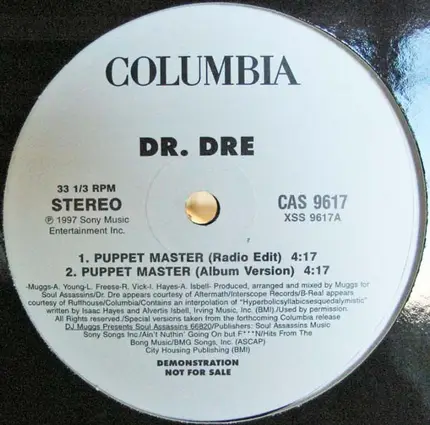 COLUMBIA
DR. DRE
33 1/3 RPM
STEREO
℗ 1997 Sony Music
Entertainment Inc.
CAS 9617
XSS 9617A
1. PUPPET MASTER (Radio Edit) 4:17
2. PUPPET MASTER (Album Version) 4:17
-Muggs-A. Young-L. Freese-R. Vick-I. Hayes-A. Isbell- Produced, arranged and mixed by Muggs for
Soul Assassins/Dr. Dre appears courtesy of Aftermath/Interscope Records/B-Real appears
courtesy of Ruffhouse/Columbia/Contains an interpolation of "Hyperbolicsyllabicsesquedalymistic"
written by Isaac Hayes and Alvertis Isbell, Irving Music, Inc. (BMI)./Used by permission.
All Rights reserved./Special versions taken from the forthcoming Columbia release
DJ Muggs Presents Soul Assassins 66820/Publishers: Soul Assassins Music
Sony Songs Inc./Ain't Nuthin' Going On but F***N/Hits From The
Bong Music/BMG Songs, Inc. (ASCAP)
City Housing Publishing (BMI)
DEMONSTRATION
NOT FOR SALE